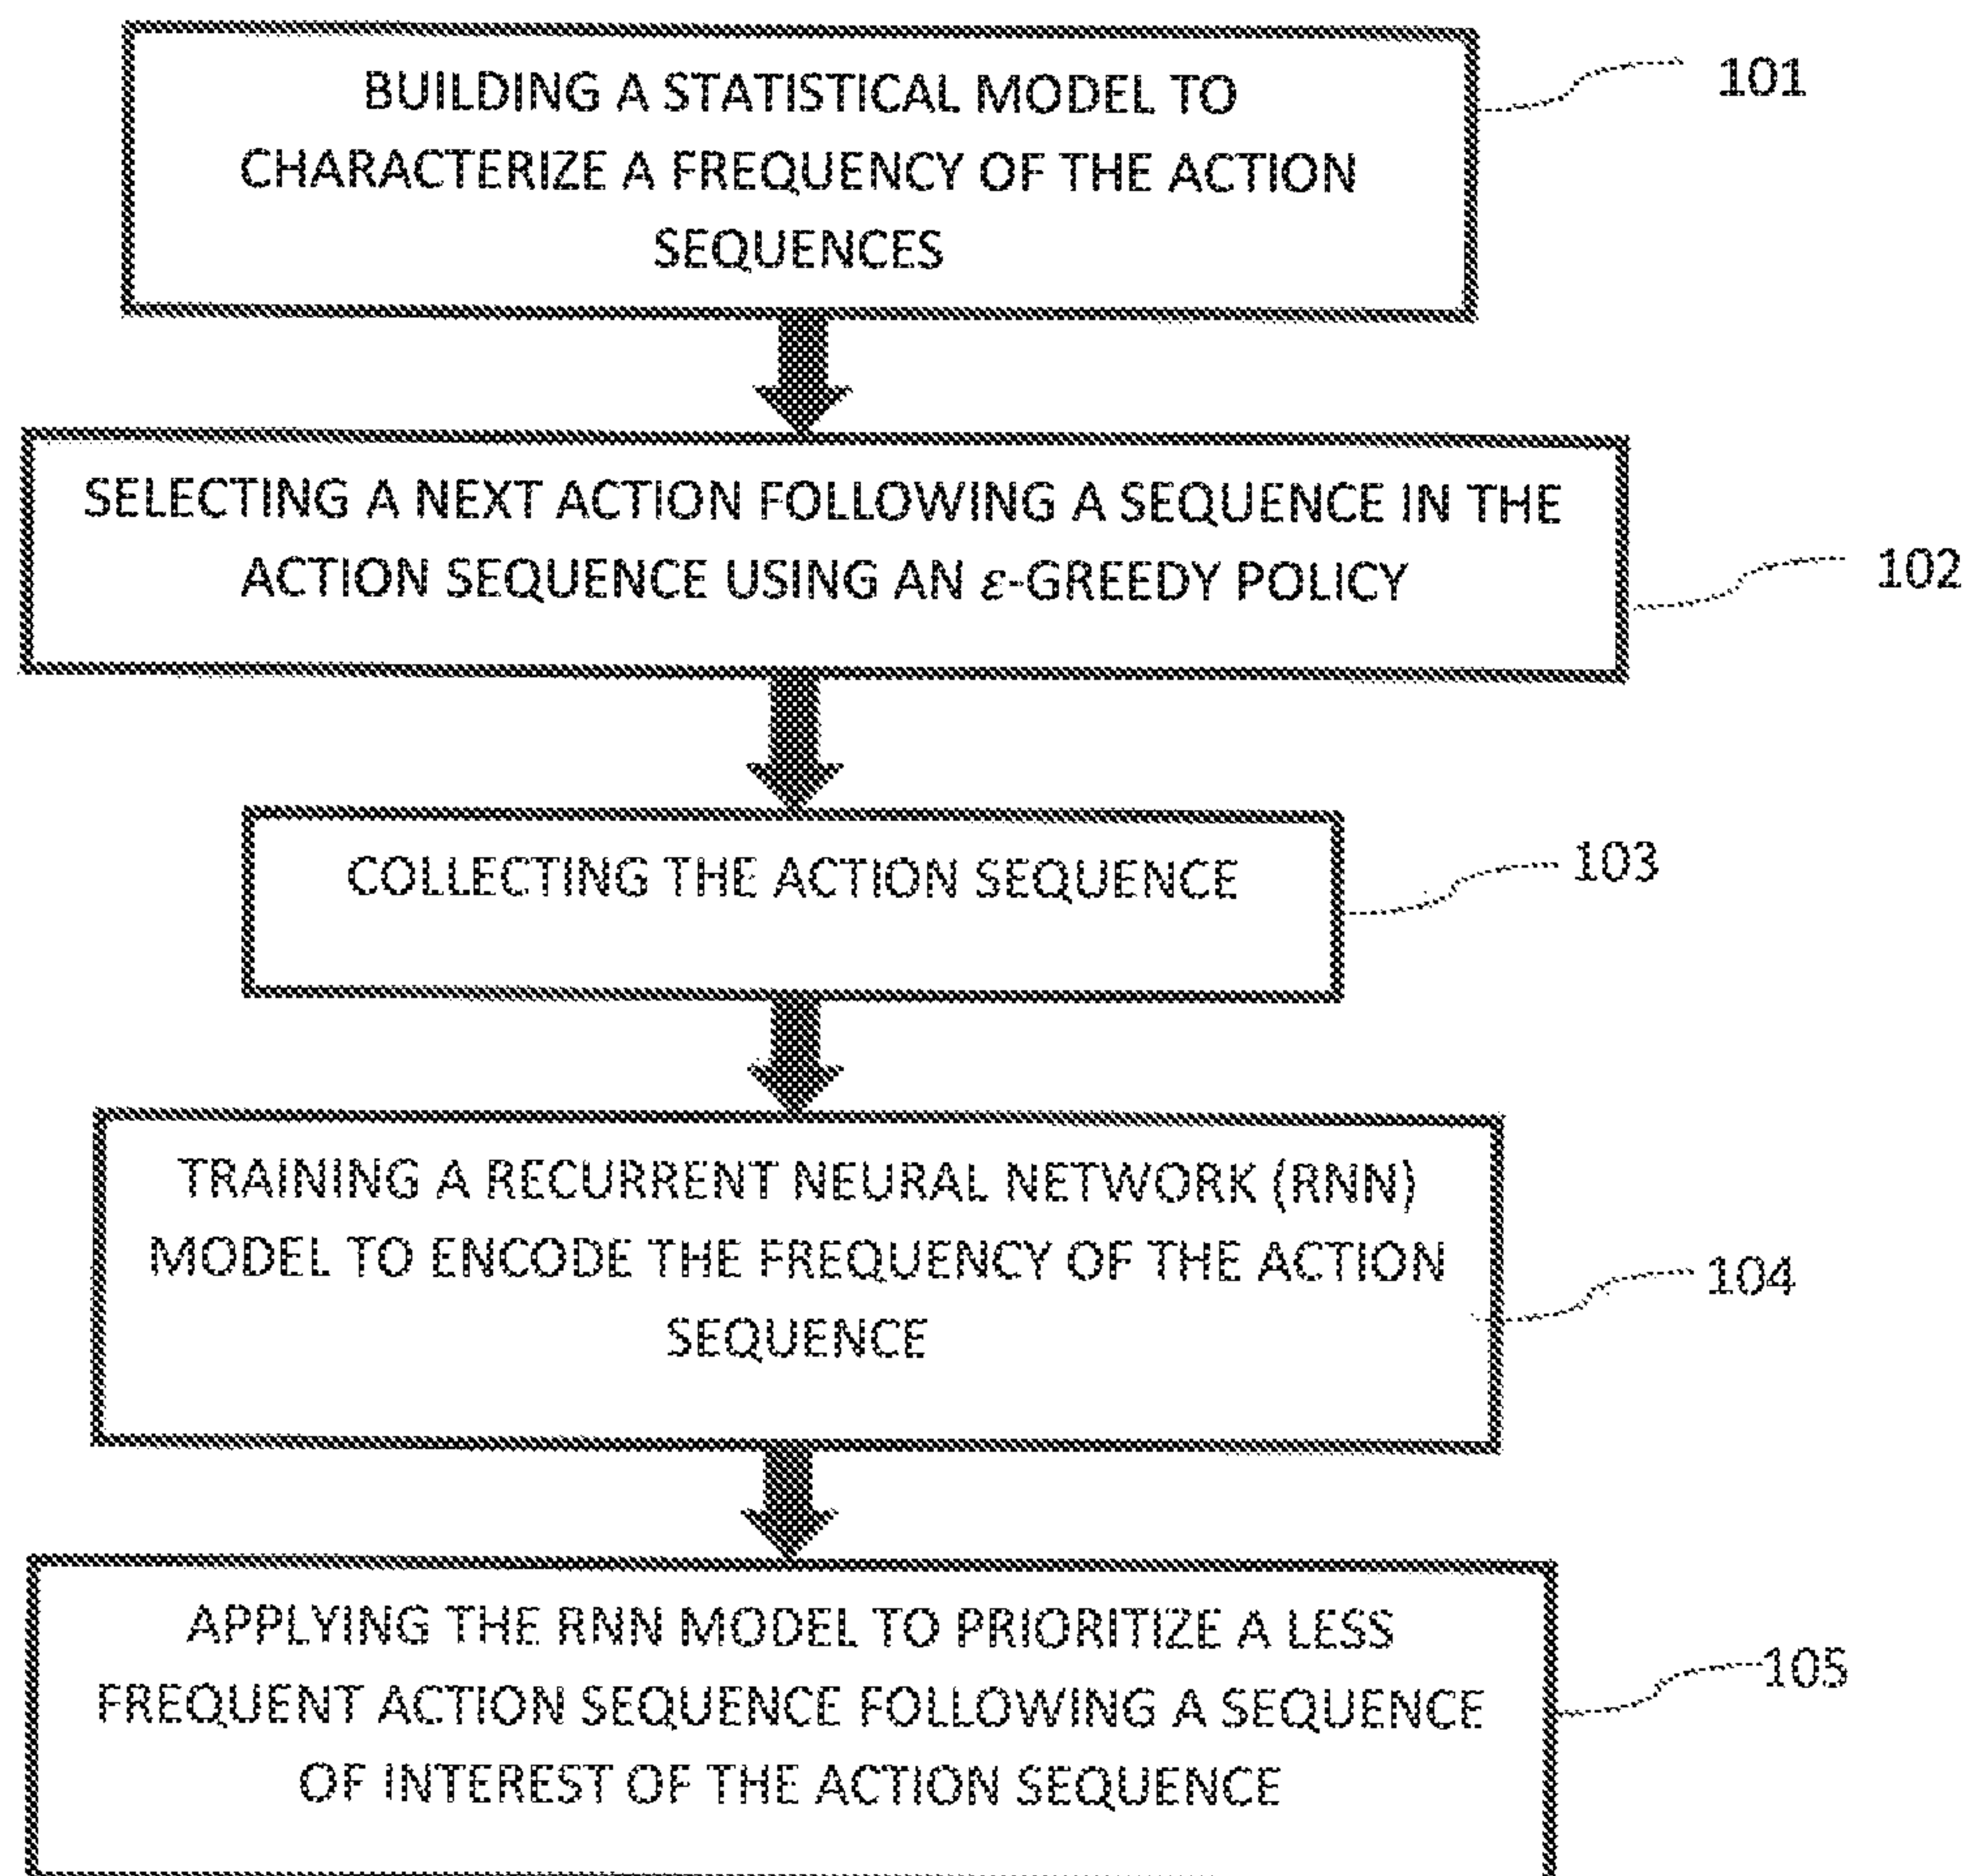 BUILDING A STATISTICAL MODEL TO
CHARACTERIZE A FREQUENCY OF THE ACTION
SEQUENCES
101
SELECTING A NEXT ACTION FOLLOWING A SEQUENCE IN THE
ACTION SEQUENCE USING AN ε-GREEDY POLICY
102
COLLECTING THE ACTION SEQUENCE
103
TRAINING A RECURRENT NEURAL NETWORK (RNN)
MODEL TO ENCODE THE FREQUENCY OF THE ACTION
SEQUENCE
104
APPLYING THE RNN MODEL TO PRIORITIZE A LESS
FREQUENT ACTION SEQUENCE FOLLOWING A SEQUENCE
OF INTEREST OF THE ACTION SEQUENCE
105